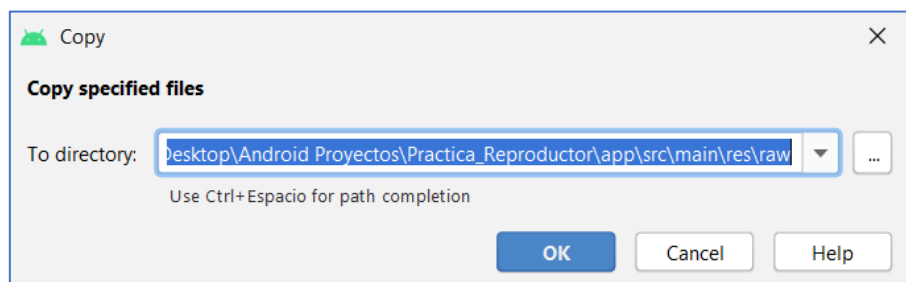 Copy
Copy specified files
To directory: Desktop\Android Proyectos\Practica_Reproductor\app\src\main\res\raw ...
Use Ctrl+Espacio for path completion
OK Cancel Help